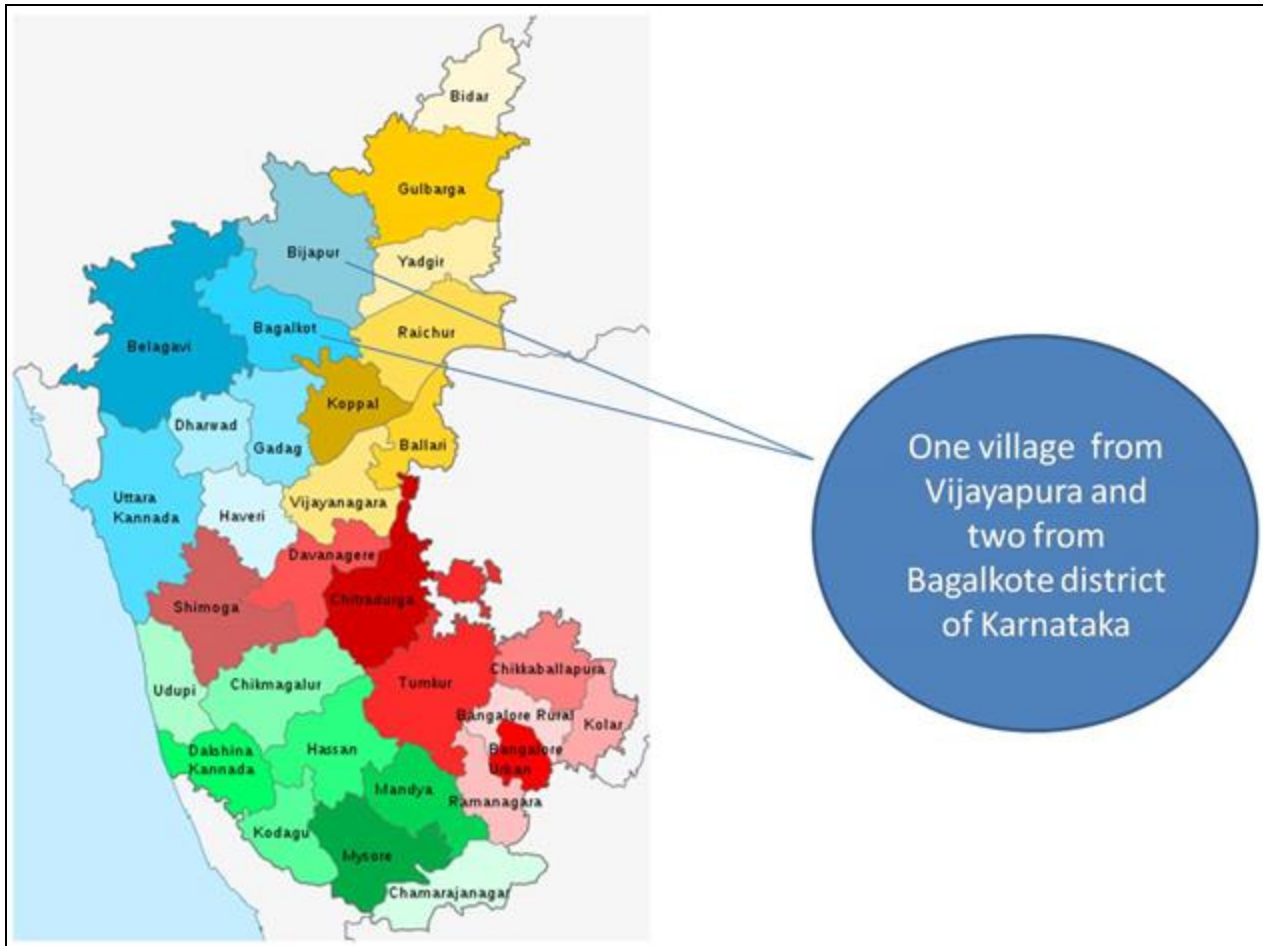 Bidar
Gulbarga
Bijapur
Yadgir
Bagalkot
Raichur
Belagavi
Koppal
Dharwad
Gadag
Ballari
Uttara
Kannada
Haveri
Vijayanagara
Davanagere
Shimoga
Chitradurga
Udupi
Chikmagalur
Tumkur
Chikkaballapura
Bangalore Rural
Kolar
Dakshina
Kannada
Hassan
Bangalore
Urban
Mandya
Ramanagara
Kodagu
Mysore
Chamarajanagar
One village from
Vijayapura and
two from
Bagalkote district
of Karnataka